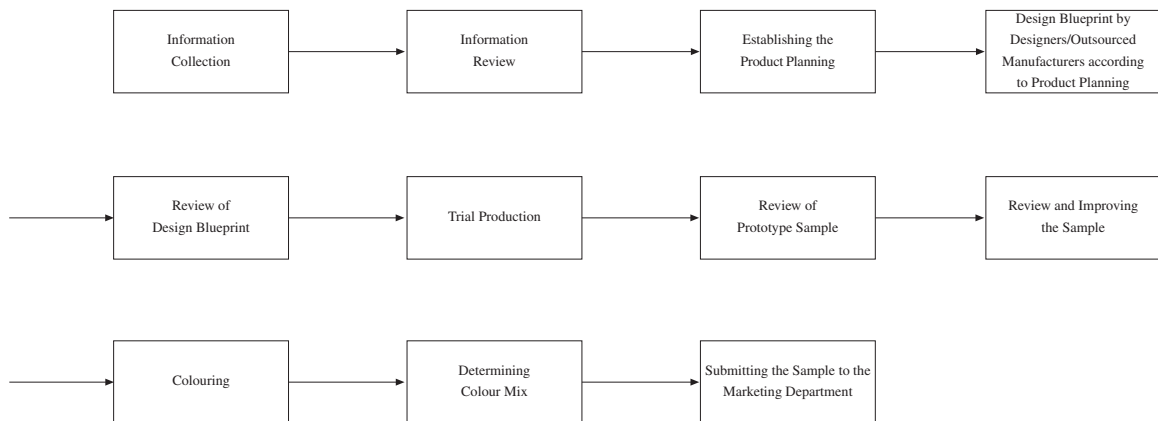 Information
Collection
Information
Review
Establishing the
Product Planning
Design Blueprint by
Designers/Outsourced
Manufacturers according
to Product Planning
Review of
Design Blueprint
Trial Production
Review of
Prototype Sample
Review and Improving
the Sample
Colouring
Determining
Colour Mix
Submitting the Sample to the
Marketing Department